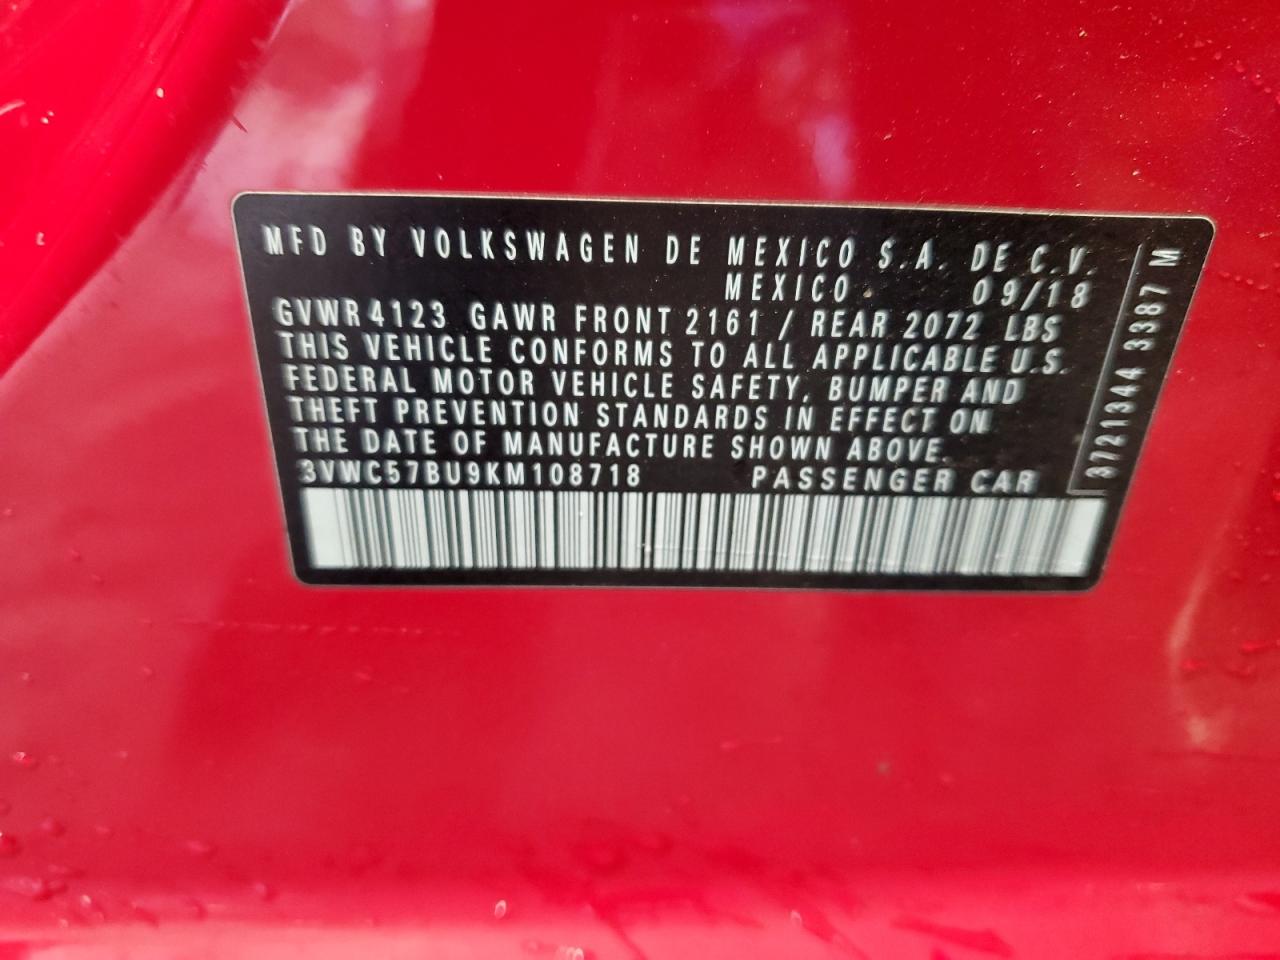 MFD BY VOLKSWAGEN DE MEXICO S.A. DE C.V.
MEXICO. 09/18
GVWR 4123 GAWR FRONT 2161 / REAR 2072 LBS
THIS VEHICLE CONFORMS TO ALL APPLICABLE U.S.
FEDERAL MOTOR VEHICLE SAFETY, BUMPER AND
THEFT PREVENTION STANDARDS IN EFFECT ON
THE DATE OF MANUFACTURE SHOWN ABOVE.
3VWC57BU9KM108718 PASSENGER CAR
3721344 3387 M